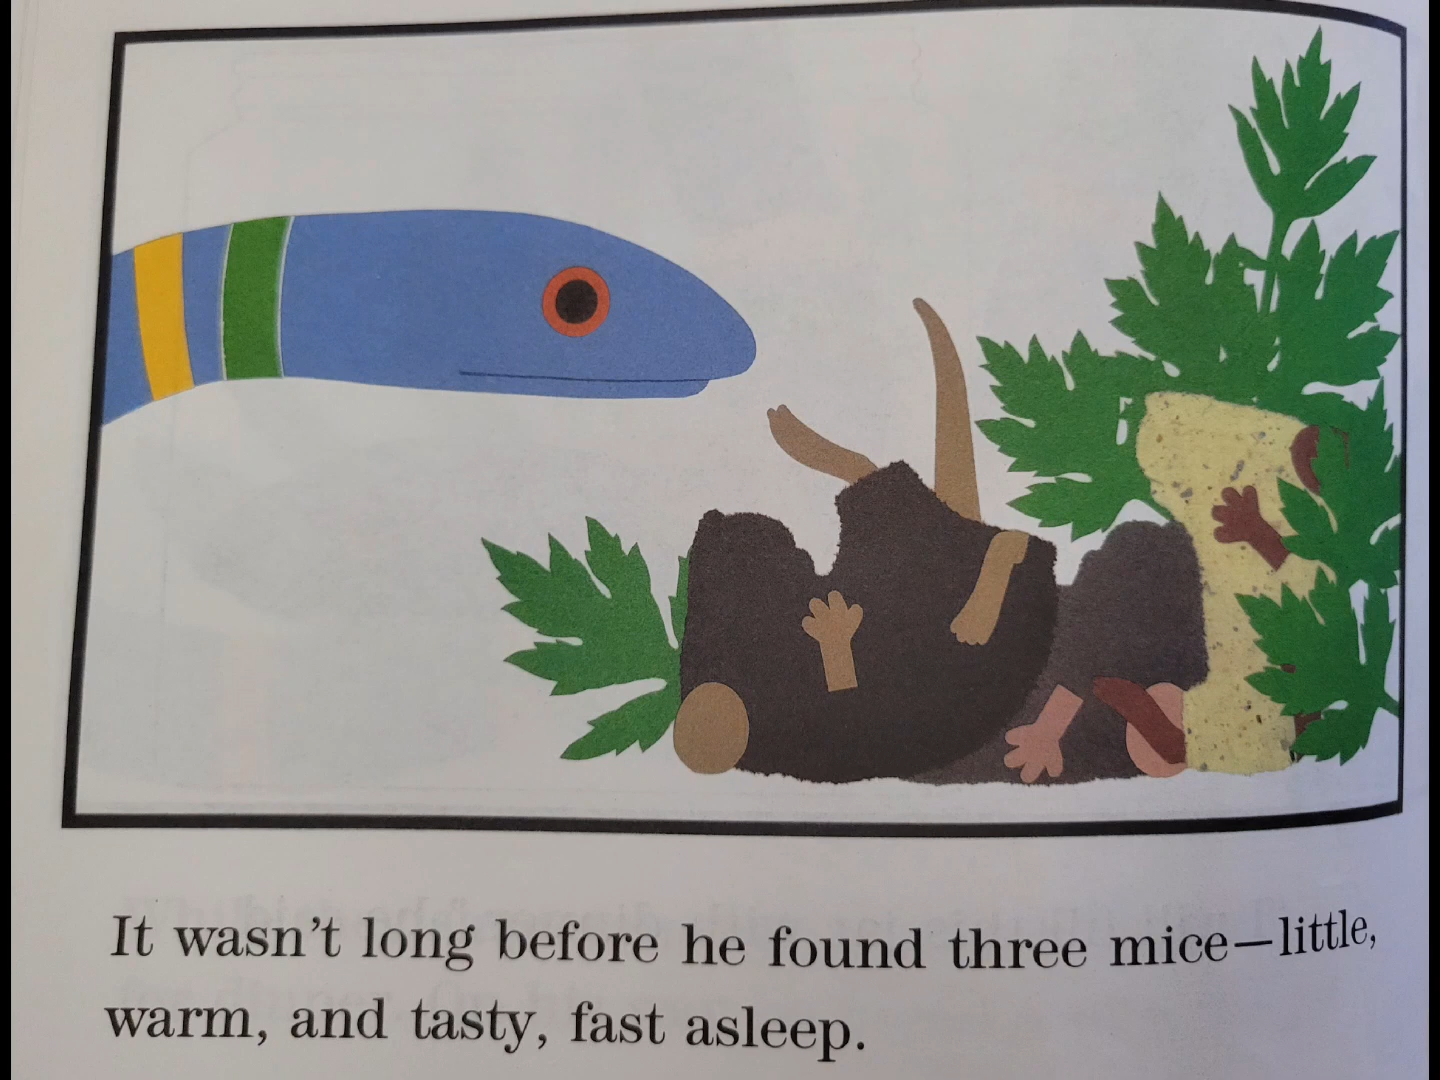 It wasn't long before he found three mice—little,
warm, and tasty, fast asleep.